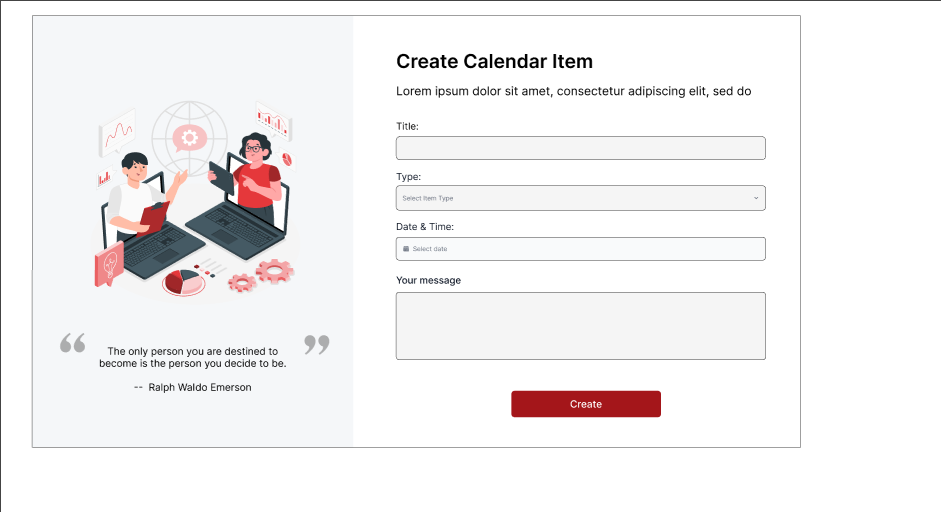 “
The only person you are destined to
become is the person you decide to be.
”
-- Ralph Waldo Emerson
Create Calendar Item
Lorem ipsum dolor sit amet, consectetur adipiscing elit, sed do
Title:
Type:
Select Item Type
Date & Time:
Select date
Your message
Create